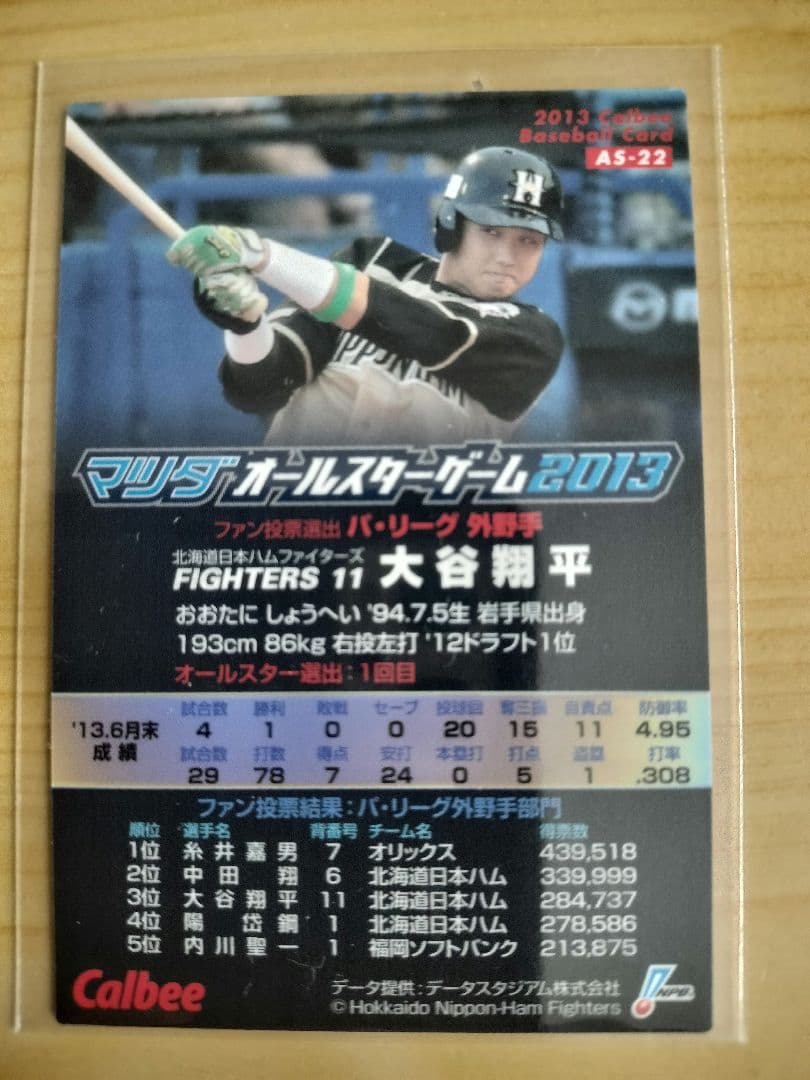 2013 Calbee
Baseball Card
AS-22
H
マツダ オールスターゲーム2013
ファン投票選出 パ・リーグ 外野手
北海道日本ハムファイターズ
FIGHTERS 11 大谷翔平
おおたに しょうへい '94.7.5生 岩手県出身
193cm 86kg 右投左打 '12ドラフト1位
オールスター選出：1回目
'13.6月末成績
試合数 勝利 敗戦 セーブ 投球回 奪三振 自責点 防御率
4 1 0 0 20 15 11 4.95
試合数 打数 得点 安打 本塁打 打点 盗塁 打率
29 78 7 24 0 5 1 .308
ファン投票結果：パ・リーグ外野手部門
順位 選手名 背番号 チーム名 得票数
1位 糸井嘉男 7 オリックス 439,518
2位 中田 翔 6 北海道日本ハム 339,999
3位 大谷翔平 11 北海道日本ハム 284,737
4位 陽 岱鋼 1 北海道日本ハム 278,586
5位 内川聖一 1 福岡ソフトバンク 213,875
Calbee
データ提供：データスタジアム株式会社
© Hokkaido Nippon-Ham Fighters
NPB